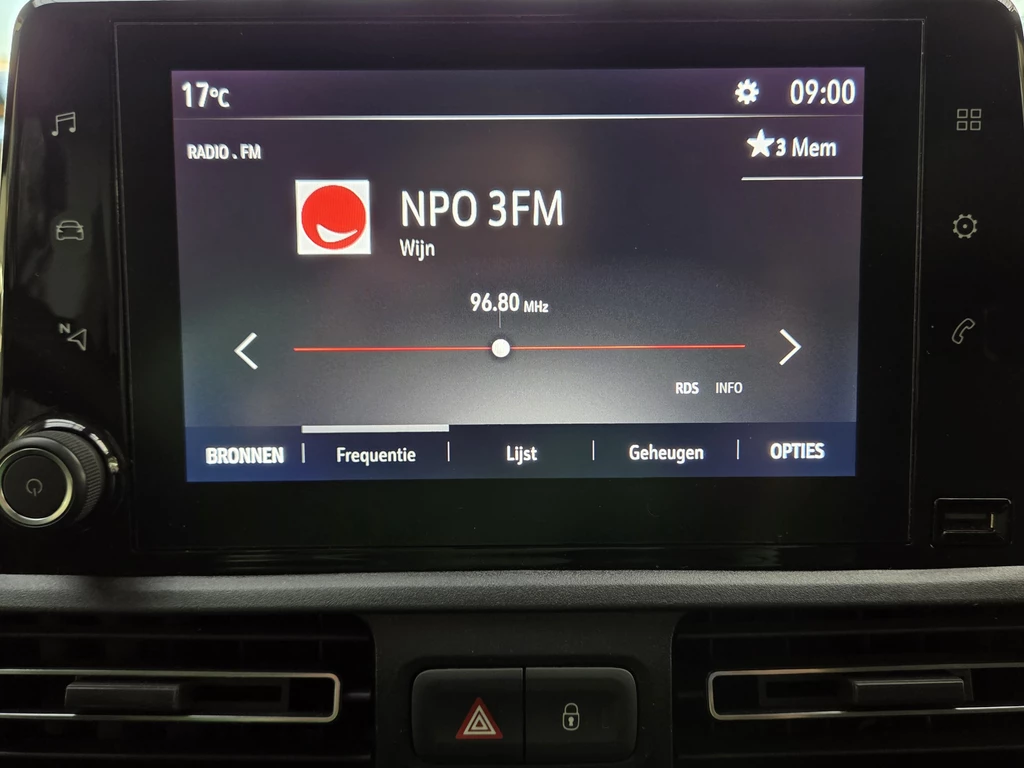 17°C
09:00
RADIO . FM
★3 Mem
NPO 3FM
Wijn
96.80 MHz
N
RDS INFO
BRONNEN Frequentie Lijst Geheugen OPTIES